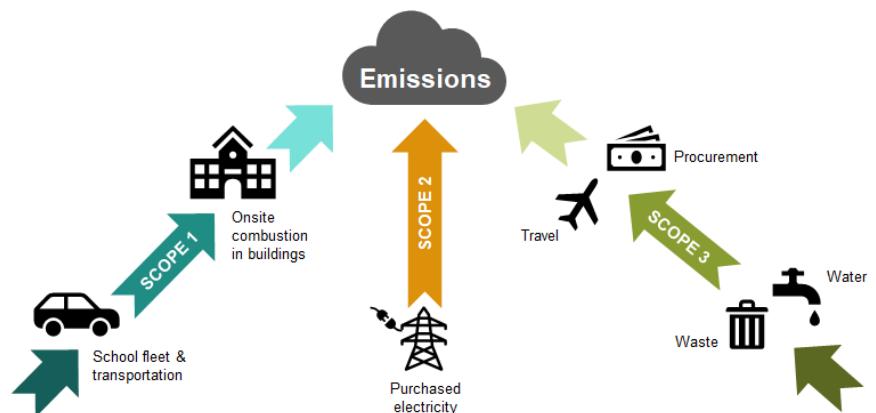 Emissions
SCOPE 1
Onsite
combustion
in buildings
School fleet &
transportation
SCOPE 2
Purchased
electricity
Procurement
Travel
SCOPE 3
Water
Waste